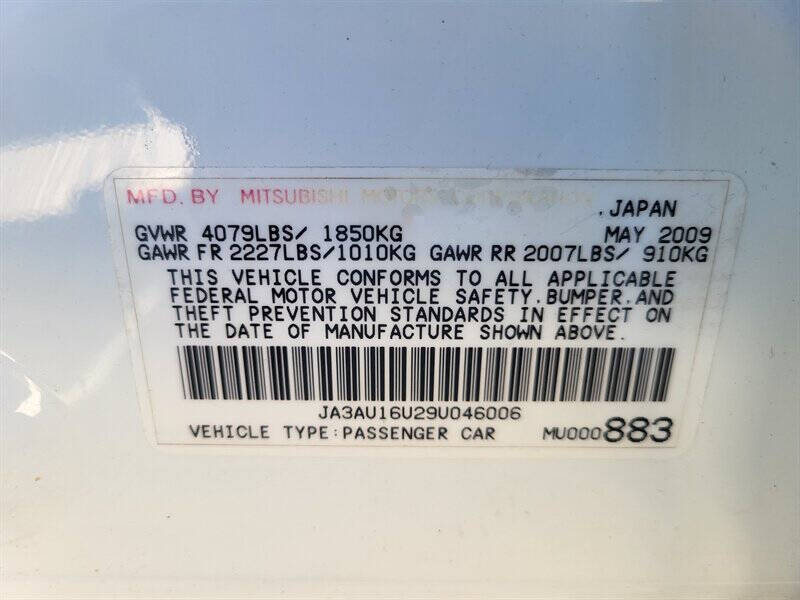 MFD. BY MITSUBISHI MOTORS CORPORATION
, JAPAN
GVWR 4079LBS/ 1850KG MAY 2009
GAWR FR 2227LBS/1010KG GAWR RR 2007LBS/ 910KG
THIS VEHICLE CONFORMS TO ALL APPLICABLE
FEDERAL MOTOR VEHICLE SAFETY,BUMPER,AND
THEFT PREVENTION STANDARDS IN EFFECT ON
THE DATE OF MANUFACTURE SHOWN ABOVE.
JA3AU16U29U046006
VEHICLE TYPE:PASSENGER CAR MU000883